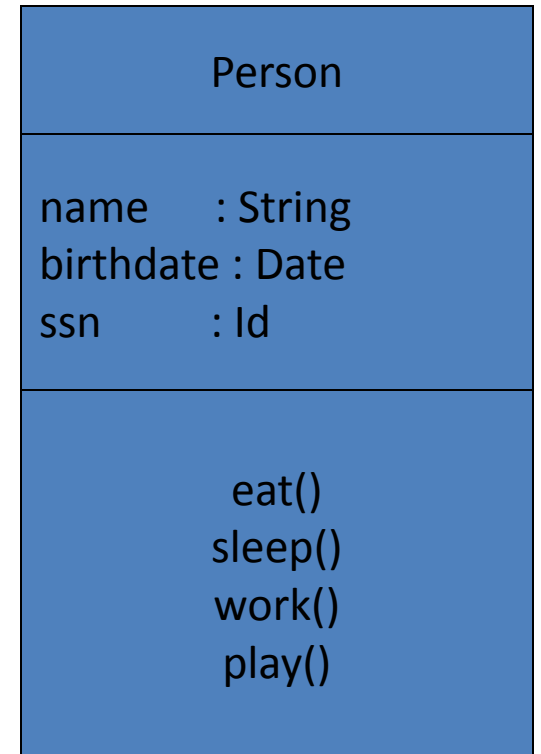 Person
name : String
birthdate : Date
ssn : Id
eat()
sleep()
work()
play()